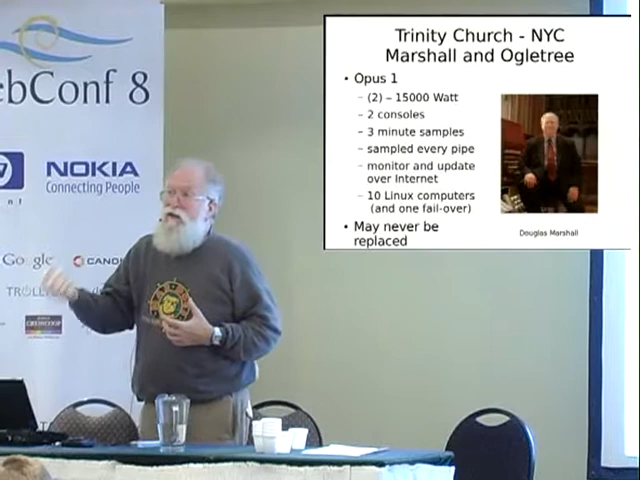 ebConf 8
NOKIA
Connecting People
Google
Trinity Church - NYC
Marshall and Ogletree
• Opus 1
– (2) – 15000 Watt
– 2 consoles
– 3 minute samples
– sampled every pipe
– monitor and update
over Internet
– 10 Linux computers
(and one fail-over)
• May never be
replaced
Douglas Marshall